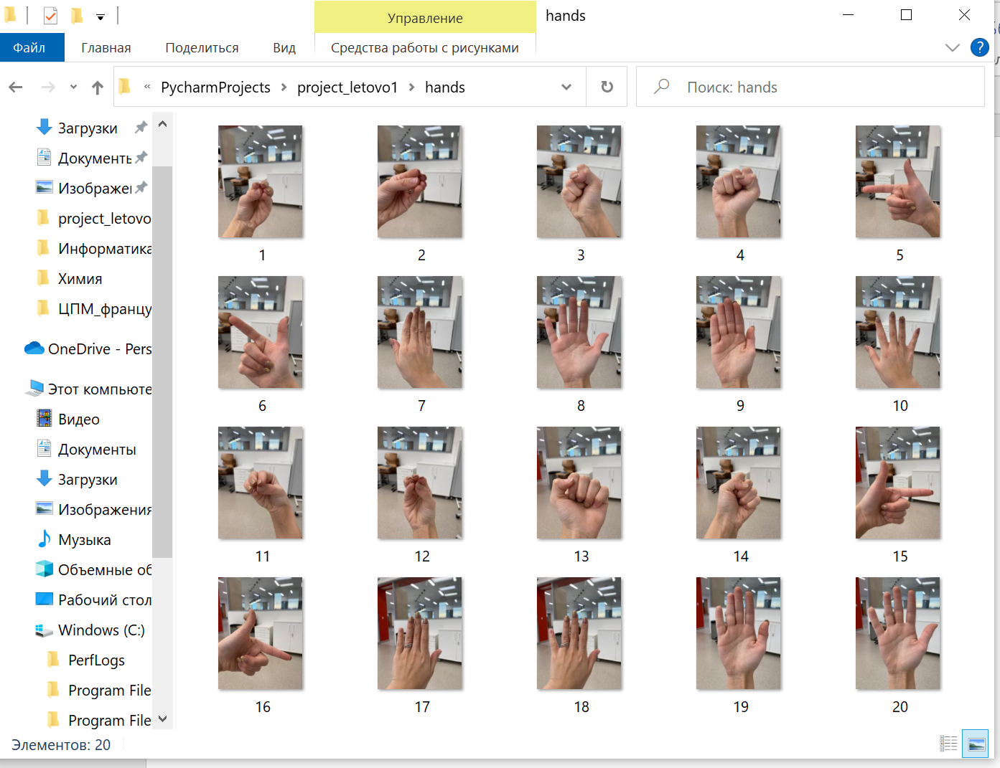 Управление
hands
Файл
Главная
Поделиться
Вид
Средства работы с рисунками
?
« PycharmProjects › project_letovo1 › hands
Поиск: hands
Загрузки
Документь
Изображен
project_letovo
Информатика
Химия
ЦПМ_францу
OneDrive - Pers
Этот компьюте
Видео
Документы
Загрузки
Изображения
Музыка
Объемные об
Рабочий стол
Windows (C:)
PerfLogs
Program File
Program File
1 2 3 4 5
6 7 8 9 10
11 12 13 14 15
16 17 18 19 20
Элементов: 20